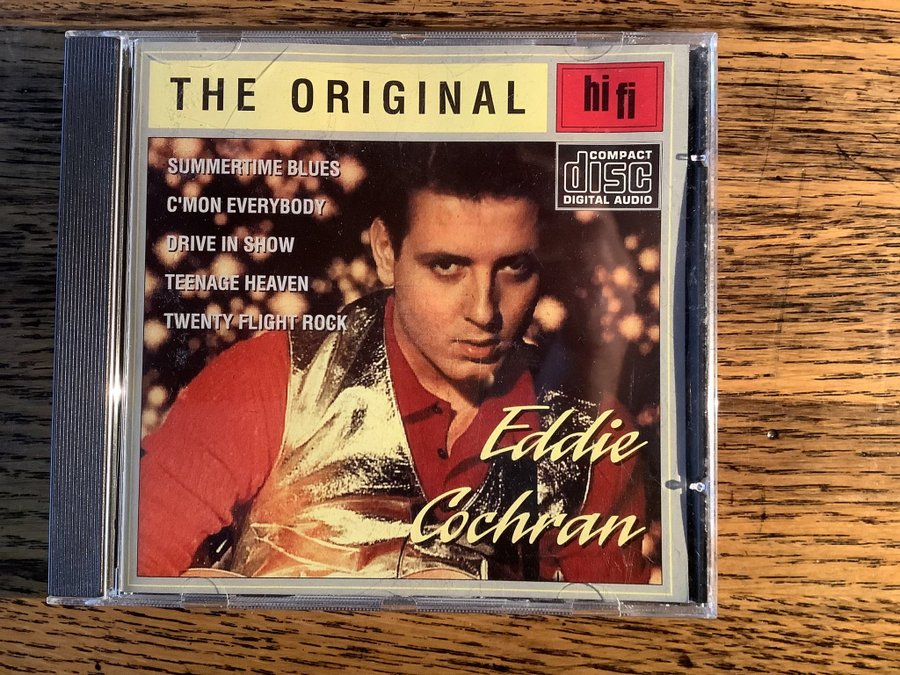 THE ORIGINAL
hi fi
COMPACT
disc
DIGITAL AUDIO
SUMMERTIME BLUES
C'MON EVERYBODY
DRIVE IN SHOW
TEENAGE HEAVEN
TWENTY FLIGHT ROCK
Eddie
Cochran